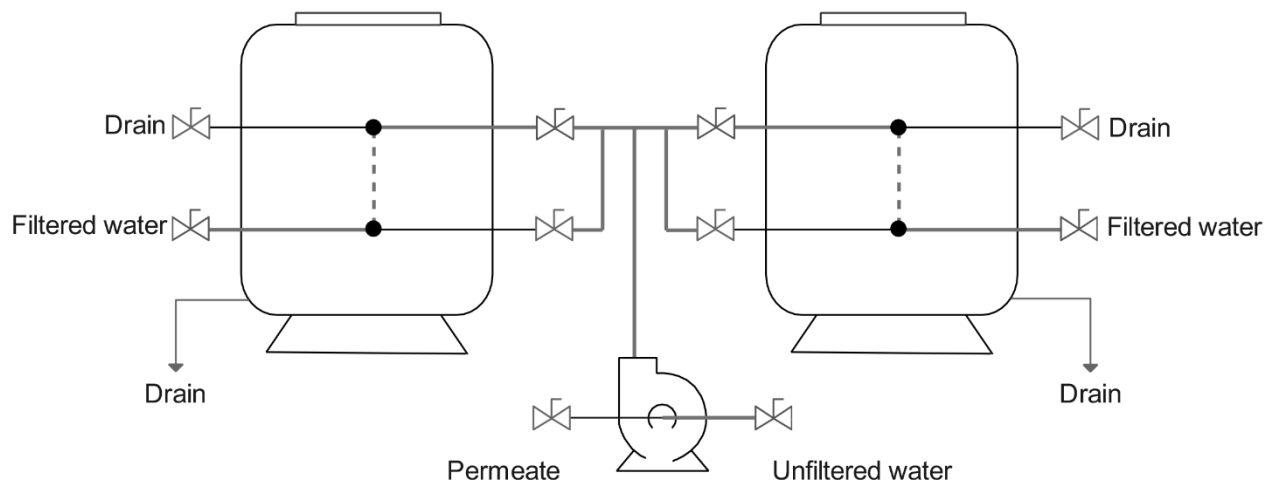 Drain
Drain
Filtered water
Filtered water
Drain
Drain
Permeate
Unfiltered water